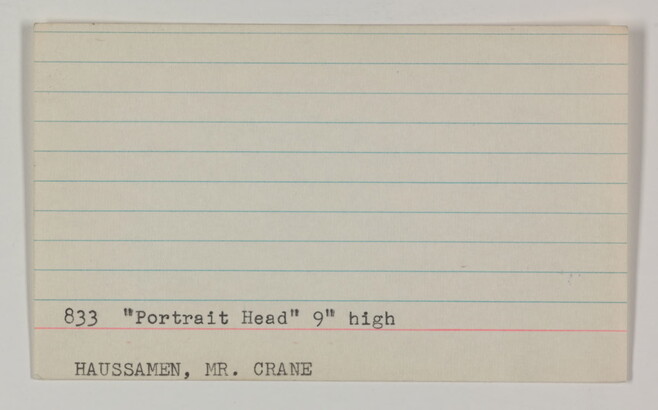 833 "Portrait Head" 9" high
HAUSSAMEN, MR. CRANE